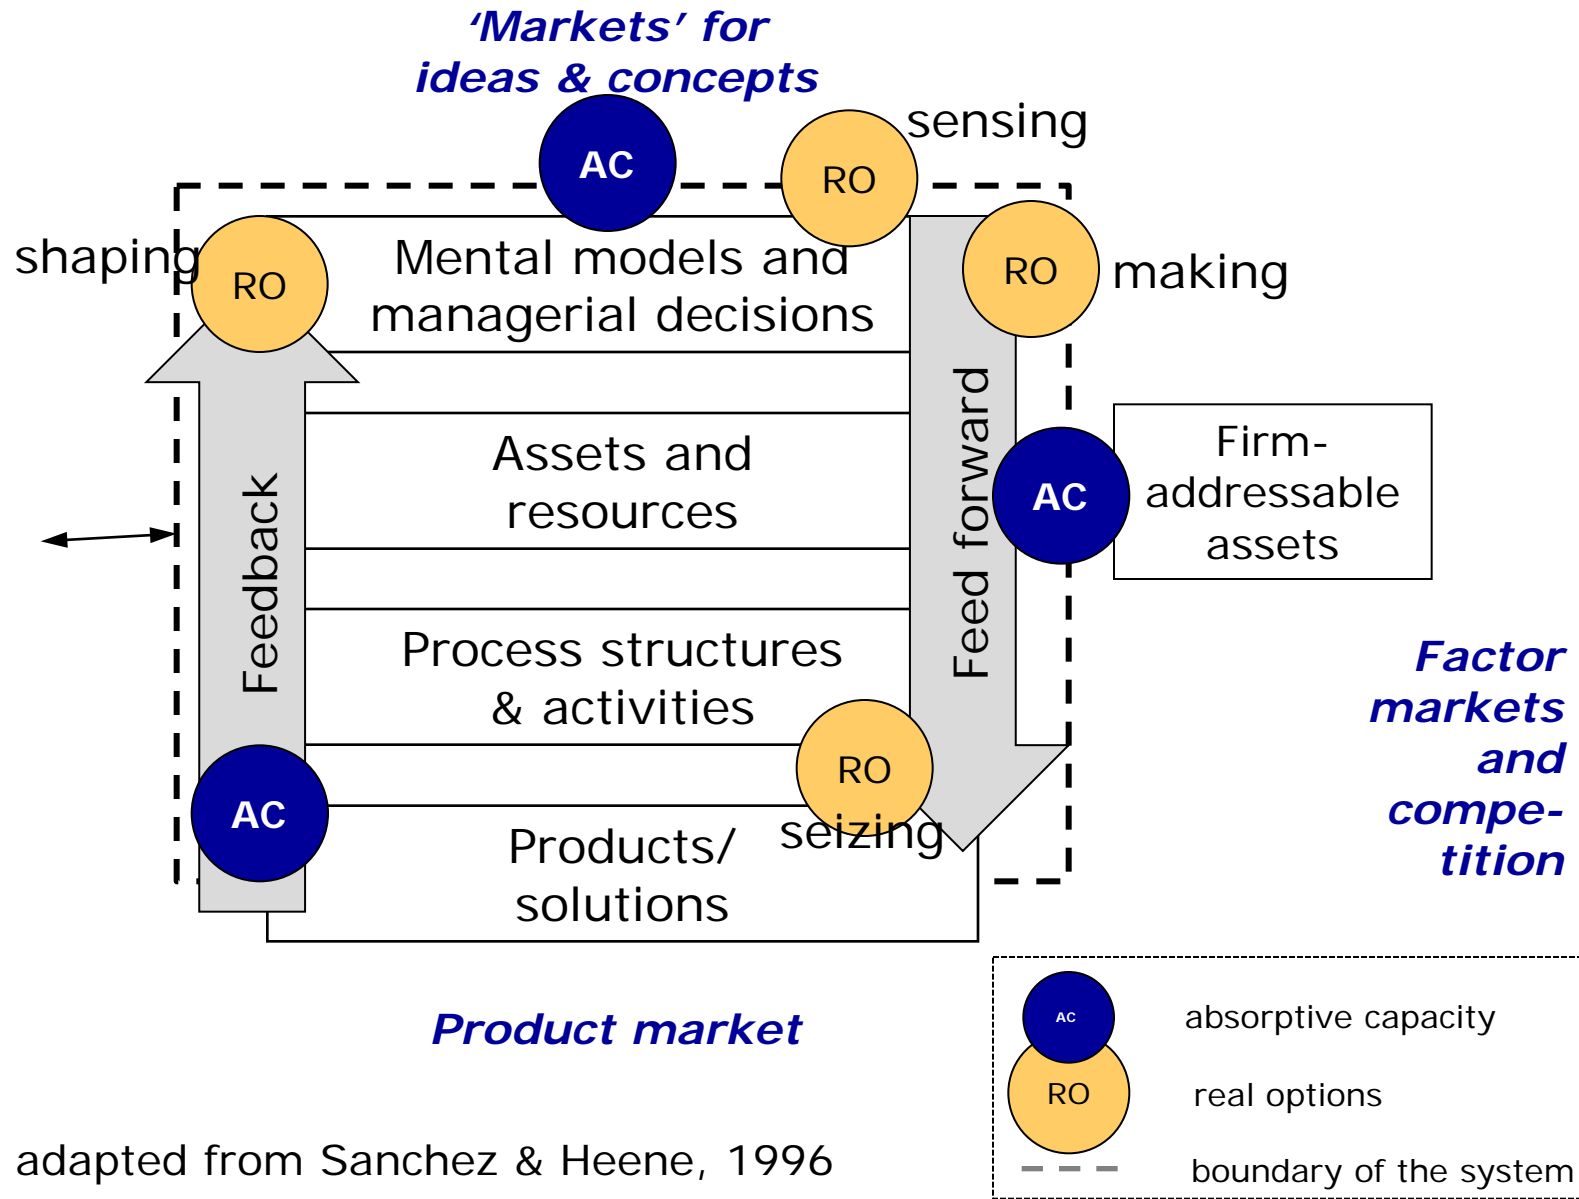 ‘Markets’ for
ideas & concepts
sensing
AC
RO
shaping
RO
Mental models and
managerial decisions
RO
making
Feedback
Assets and
resources
Feed forward
AC
Firm-
addressable
assets
Process structures
& activities
Factor
markets
and
compe-
tition
RO
seizing
AC
Products/
solutions
Product market
AC
absorptive capacity
RO
real options
boundary of the system
adapted from Sanchez & Heene, 1996